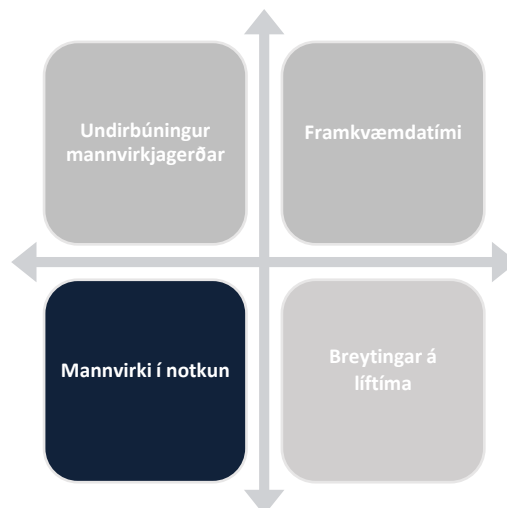 Undirbúningur
mannvirkjagerðar
Framkvæmdatími
Mannvirki í notkun
Breytingar á
líftíma